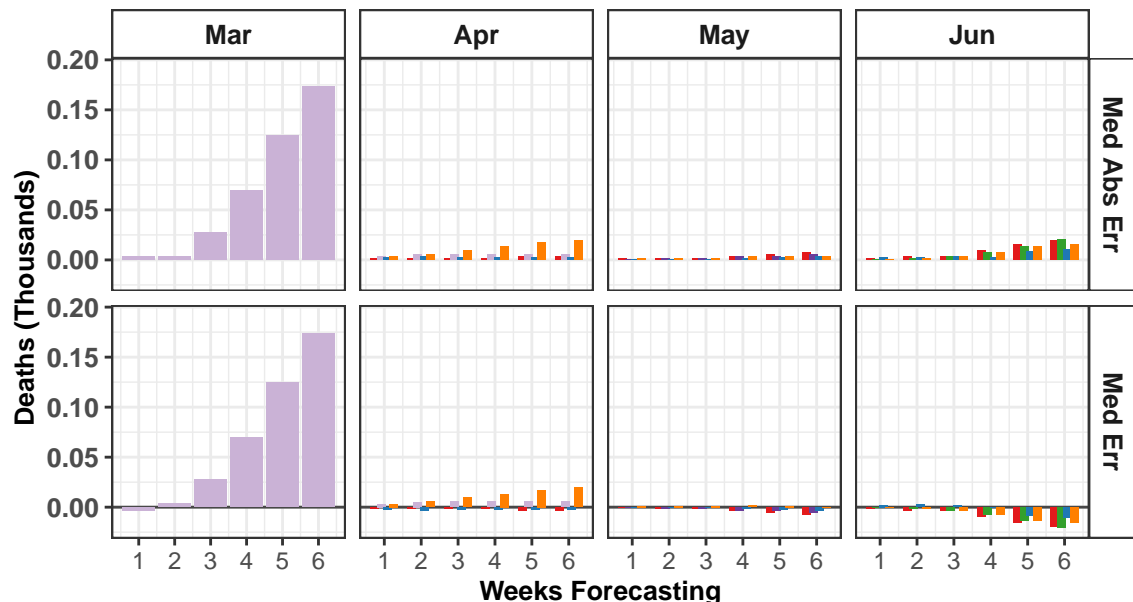 Mar Apr May Jun
0.20
0.15
0.10
0.05
0.00
Med Abs Err
0.20
0.15
0.10
0.05
0.00
Med Err
Deaths (Thousands)
1 2 3 4 5 6 1 2 3 4 5 6 1 2 3 4 5 6 1 2 3 4 5 6
Weeks Forecasting